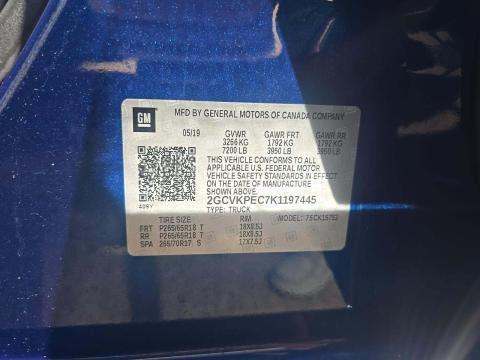 GM
MFD BY GENERAL MOTORS OF CANADA COMPANY
05/19 GVWR GAWR FRT GAWR RR
3266 KG 1792 KG 1792 KG
7200 LB 3950 LB 3950 LB
THIS VEHICLE CONFORMS TO ALL
APPLICABLE U.S. FEDERAL MOTOR
VEHICLE SAFETY STANDARDS IN
EFFECT ON THE DATE OF MANUFACTURE
SHOWN ABOVE.
2GCVKPEC7K1197445
TYPE: TRUCK
TIRE SIZE RIM MODEL:
FRT P265/65R18 T 18X8.5J
RR P265/65R18 T 18X8.5J
SPA 255/70R17 S 17X7.5J